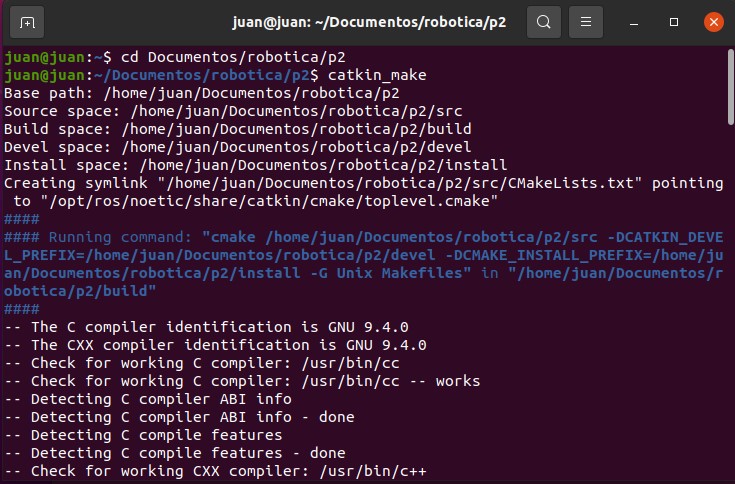 juan@juan: ~/Documentos/robotica/p2
juan@juan:~$ cd Documentos/robotica/p2
juan@juan:~/Documentos/robotica/p2$ catkin_make
Base path: /home/juan/Documentos/robotica/p2
Source space: /home/juan/Documentos/robotica/p2/src
Build space: /home/juan/Documentos/robotica/p2/build
Devel space: /home/juan/Documentos/robotica/p2/devel
Install space: /home/juan/Documentos/robotica/p2/install
Creating symlink "/home/juan/Documentos/robotica/p2/src/CMakeLists.txt" pointing
 to "/opt/ros/noetic/share/catkin/cmake/toplevel.cmake"
####
#### Running command: "cmake /home/juan/Documentos/robotica/p2/src -DCATKIN_DEVE
L_PREFIX=/home/juan/Documentos/robotica/p2/devel -DCMAKE_INSTALL_PREFIX=/home/ju
an/Documentos/robotica/p2/install -G Unix Makefiles" in "/home/juan/Documentos/r
obotica/p2/build"
####
-- The C compiler identification is GNU 9.4.0
-- The CXX compiler identification is GNU 9.4.0
-- Check for working C compiler: /usr/bin/cc
-- Check for working C compiler: /usr/bin/cc -- works
-- Detecting C compiler ABI info
-- Detecting C compiler ABI info - done
-- Detecting C compile features
-- Detecting C compile features - done
-- Check for working CXX compiler: /usr/bin/c++